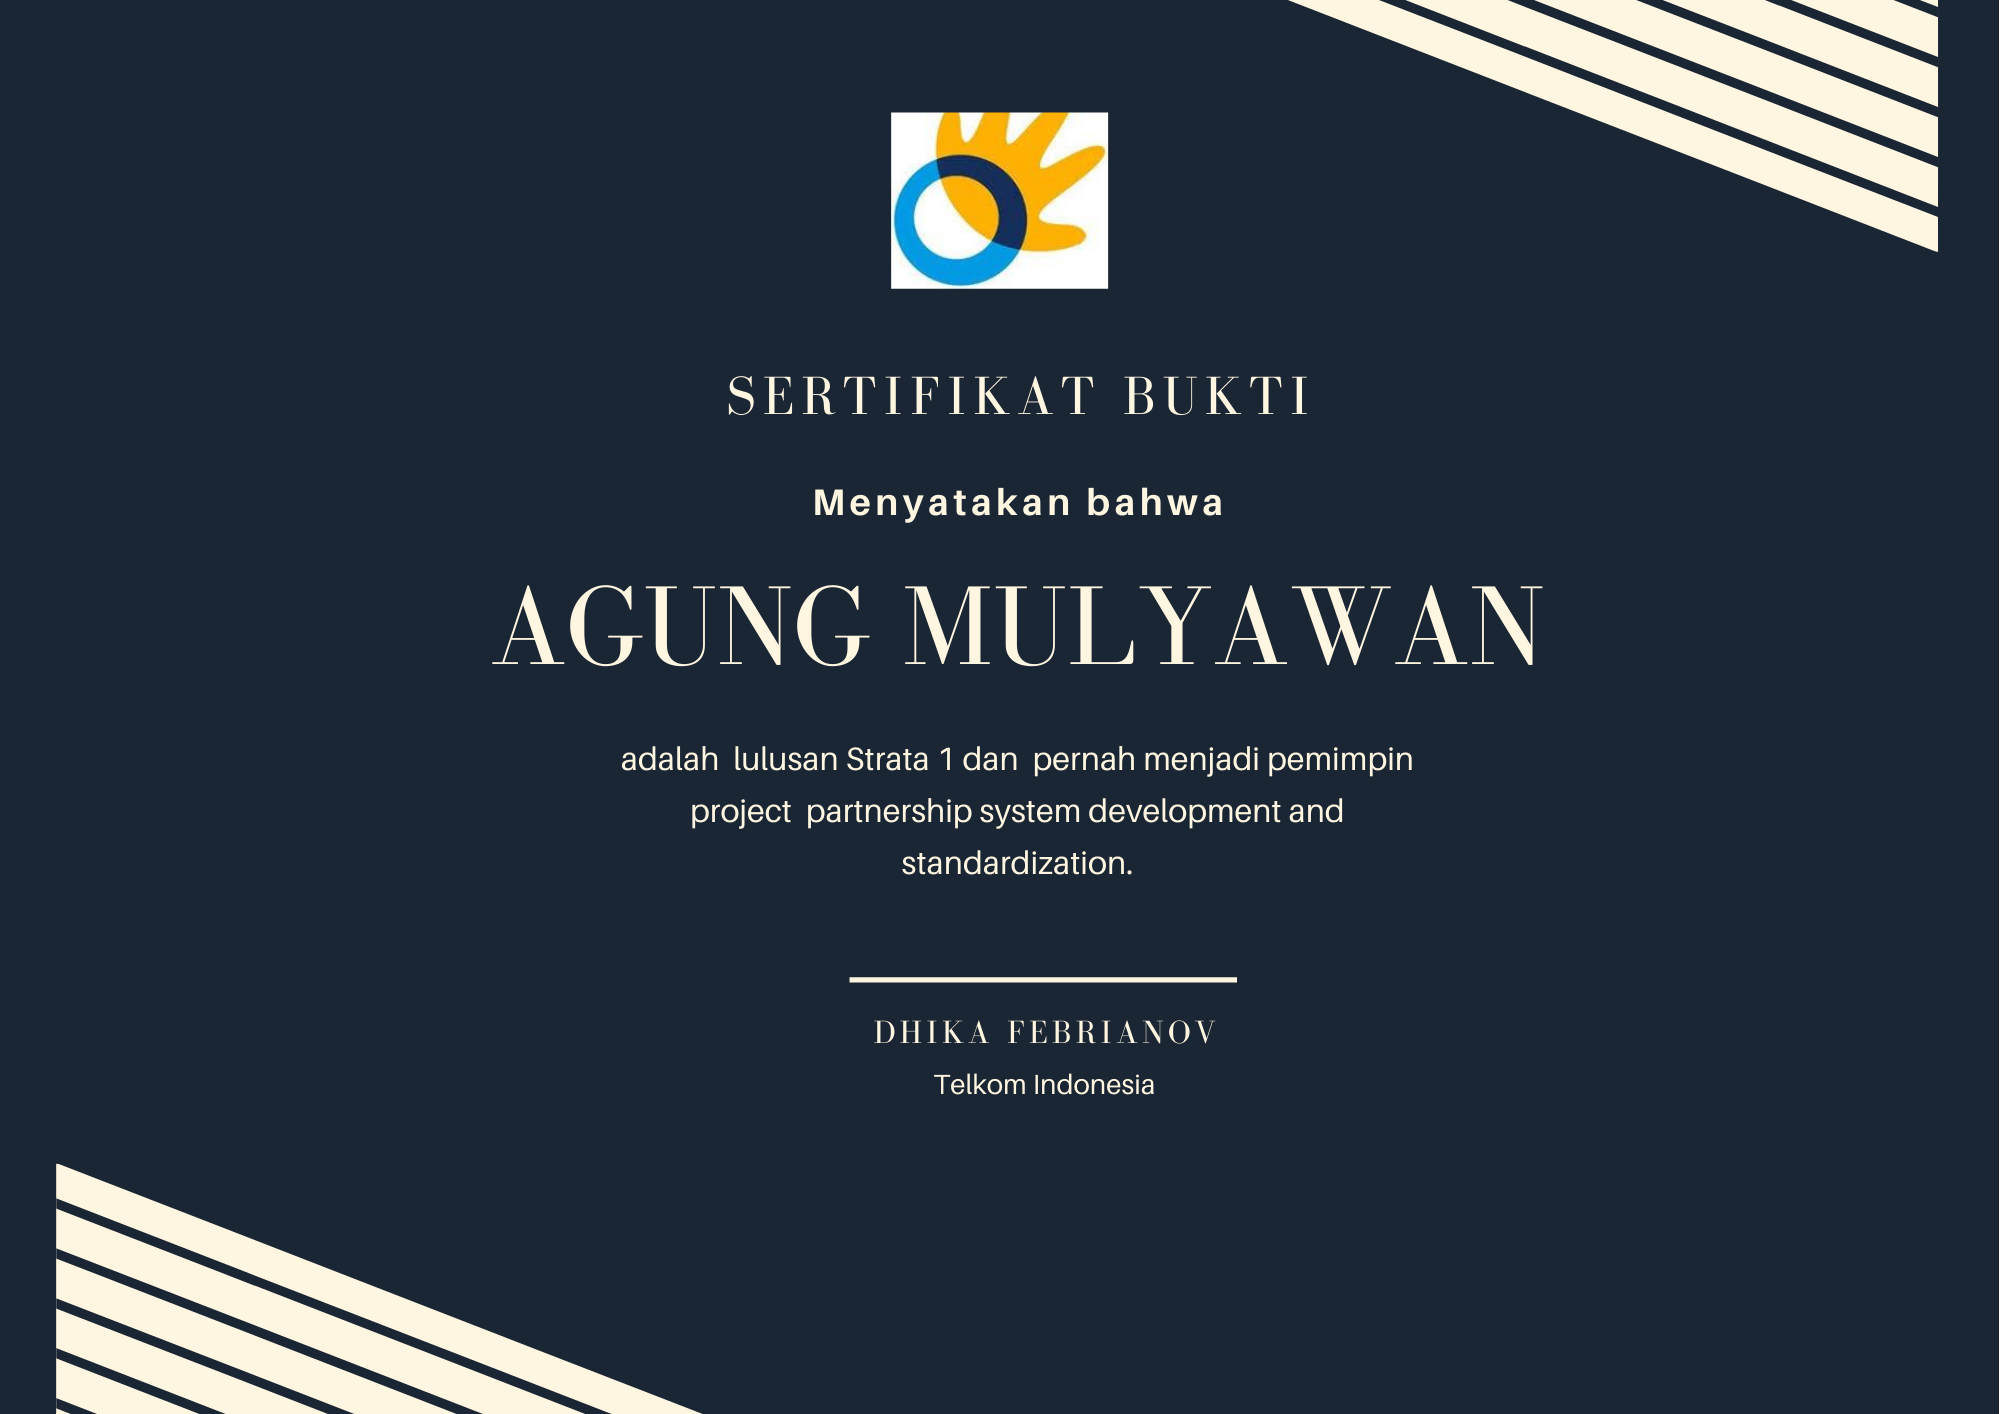 SERTIFIKAT BUKTI
Menyatakan bahwa
AGUNG MULYAWAN
adalah lulusan Strata 1 dan pernah menjadi pemimpin
project partnership system development and
standardization.
DHIKA FEBRIANOV
Telkom Indonesia